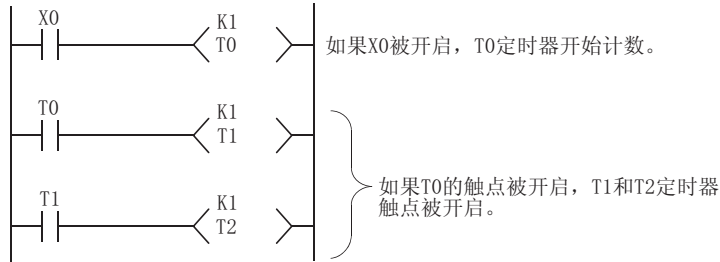 X0
K1
T0
如果X0被开启，T0定时器开始计数。
T0
K1
T1
如果T0的触点被开启，T1和T2定时器
触点被开启。
T1
K1
T2